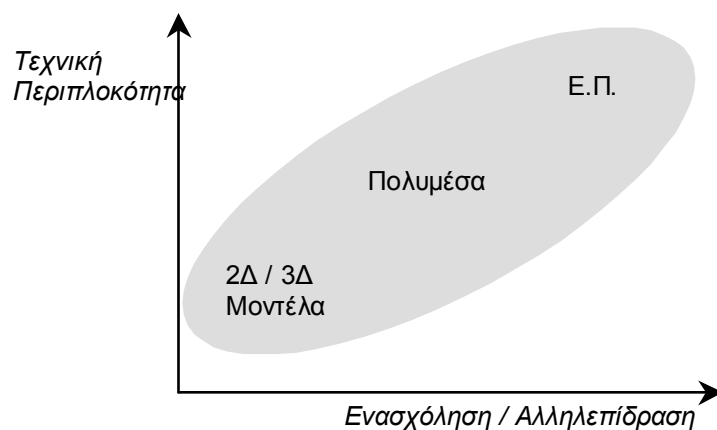 Τεχνική
Περιπλοκότητα
Ε.Π.
Πολυμέσα
2Δ / 3Δ
Μοντέλα
Ενασχόληση / Αλληλεπίδραση